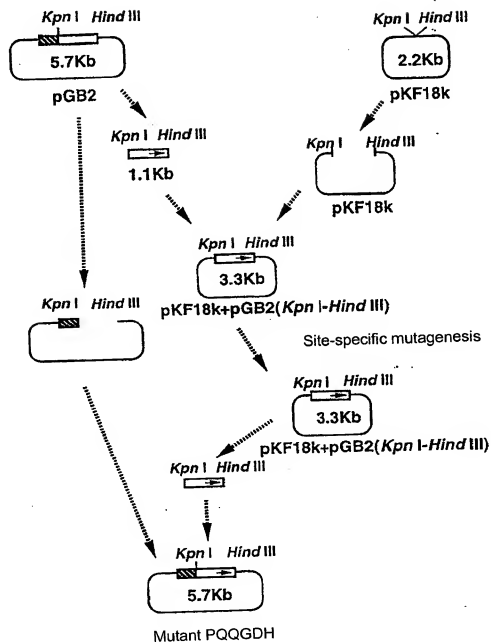 Kpn I Hind III
5.7Kb
pGB2
Kpn I Hind III
2.2Kb
pKF18k
Kpn I Hind III
1.1Kb
Kpn I Hind III
pKF18k
Kpn I Hind III
3.3Kb
pKF18k+pGB2(Kpn I-Hind III)
Kpn I Hind III
Site-specific mutagenesis
Kpn I Hind III
3.3Kb
pKF18k+pGB2(Kpn I-Hind III)
Kpn I Hind III
Kpn I Hind III
5.7Kb
Mutant PQQGDH